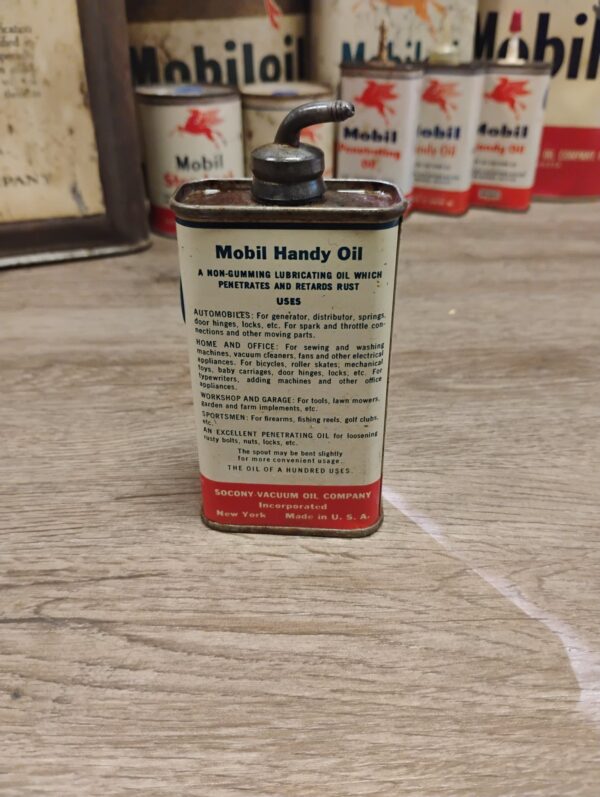 Mobiloil
Mobil
Mobil
Penetrating
Oil
Mobil
Handy Oil
Mobil
Handy Oil
Mobil Handy Oil
A NON-GUMMING LUBRICATING OIL WHICH
PENETRATES AND RETARDS RUST
USES
AUTOMOBILES: For generator, distributor, springs,
door hinges, locks, etc. For spark and throttle con-
nections and other moving parts.
HOME AND OFFICE: For sewing and washing
machines, vacuum cleaners, fans and other electrical
appliances. For bicycles, roller skates, mechanical
toys, baby carriages, door hinges, locks, etc. For
typewriters, adding machines and other office
appliances.
WORKSHOP AND GARAGE: For tools, lawn mowers,
garden and farm implements, etc.
SPORTSMEN: For firearms, fishing reels, golf clubs,
etc.
AN EXCELLENT PENETRATING OIL for loosening
rusty bolts, nuts, locks, etc.
The spout may be bent slightly
for more convenient usage.
THE OIL OF A HUNDRED USES.
SOCONY-VACUUM OIL COMPANY
Incorporated
New York Made in U. S. A.